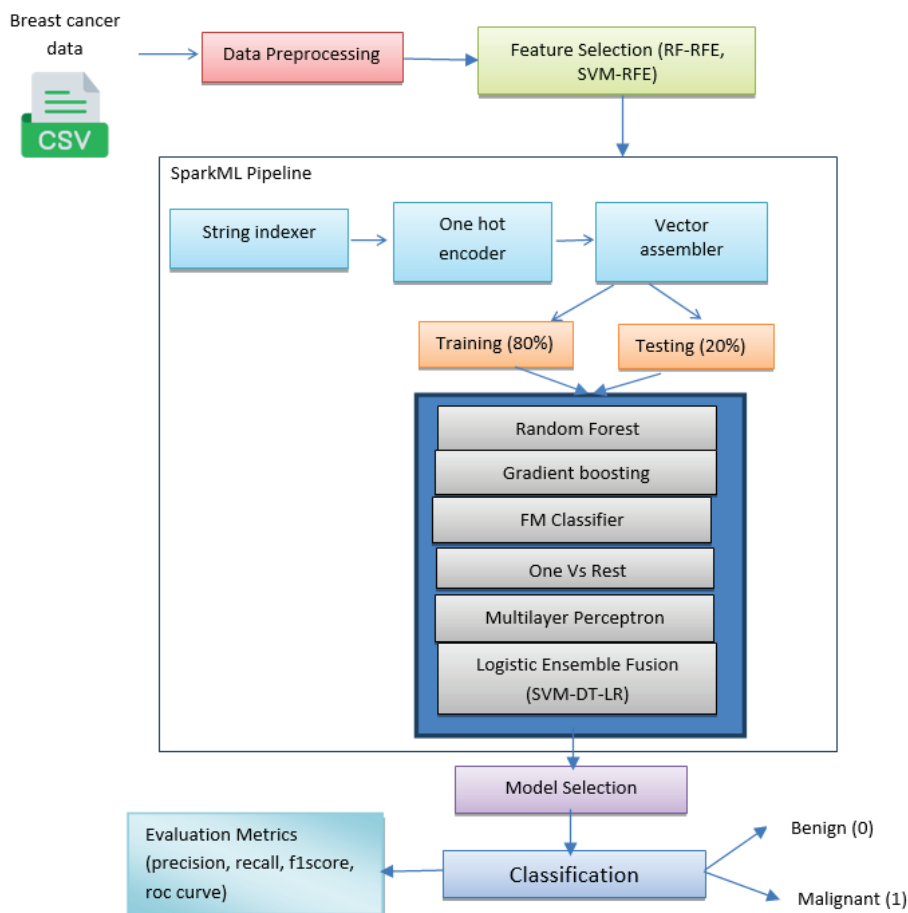 Breast cancer
data
CSV
Data Preprocessing
Feature Selection (RF-RFE,
SVM-RFE)
SparkML Pipeline
String indexer
One hot
encoder
Vector
assembler
Training (80%)
Testing (20%)
Random Forest
Gradient boosting
FM Classifier
One Vs Rest
Multilayer Perceptron
Logistic Ensemble Fusion
(SVM-DT-LR)
Model Selection
Evaluation Metrics
(precision, recall, f1score,
roc curve)
Classification
Benign (0)
Malignant (1)